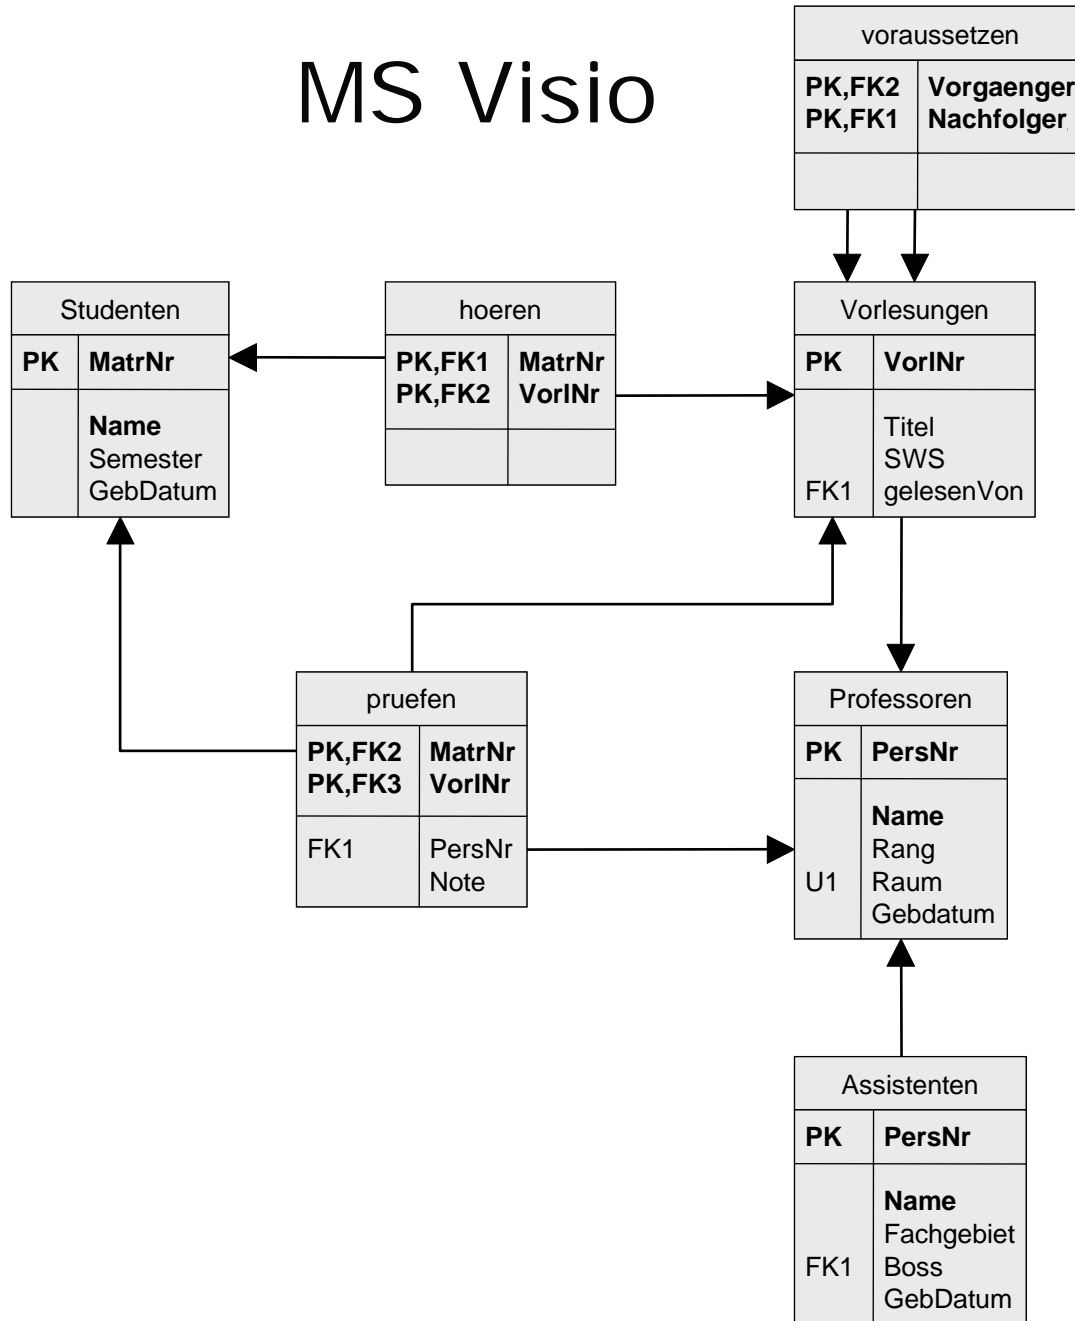 MS Visio
voraussetzen
PK,FK2 Vorgaenger
PK,FK1 Nachfolger
Studenten
PK MatrNr
Name
Semester
GebDatum
hoeren
PK,FK1 MatrNr
PK,FK2 VorlNr
Vorlesungen
PK VorlNr
Titel
SWS
FK1 gelesenVon
pruefen
PK,FK2 MatrNr
PK,FK3 VorlNr
FK1 PersNr
Note
Professoren
PK PersNr
Name
Rang
U1 Raum
Gebdatum
Assistenten
PK PersNr
Name
Fachgebiet
FK1 Boss
GebDatum